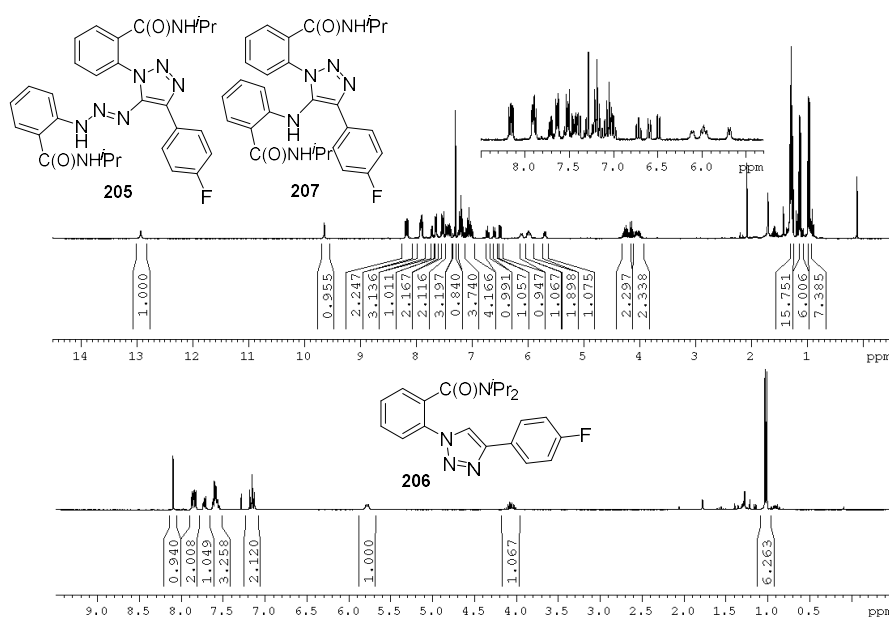 C(O)NHⁱPr
N
N
N
N
N
N
H
C(O)NHⁱPr
F
205
C(O)NHⁱPr
N
N
N
N
H
C(O)NHⁱPr
F
207
8.0 7.5 7.0 6.5 6.0 ppm
1.000
0.955
2.247
3.136
1.011
2.167
2.116
3.197
0.840
3.740
4.166
0.991
1.057
0.947
1.067
1.898
1.075
2.297
2.338
15.751
6.006
7.385
14 13 12 11 10 9 8 7 6 5 4 3 2 1 ppm
C(O)NⁱPr₂
N
N
N
F
206
0.940
2.008
1.049
3.258
2.120
1.000
1.067
6.263
9.0 8.5 8.0 7.5 7.0 6.5 6.0 5.5 5.0 4.5 4.0 3.5 3.0 2.5 2.0 1.5 1.0 0.5 ppm